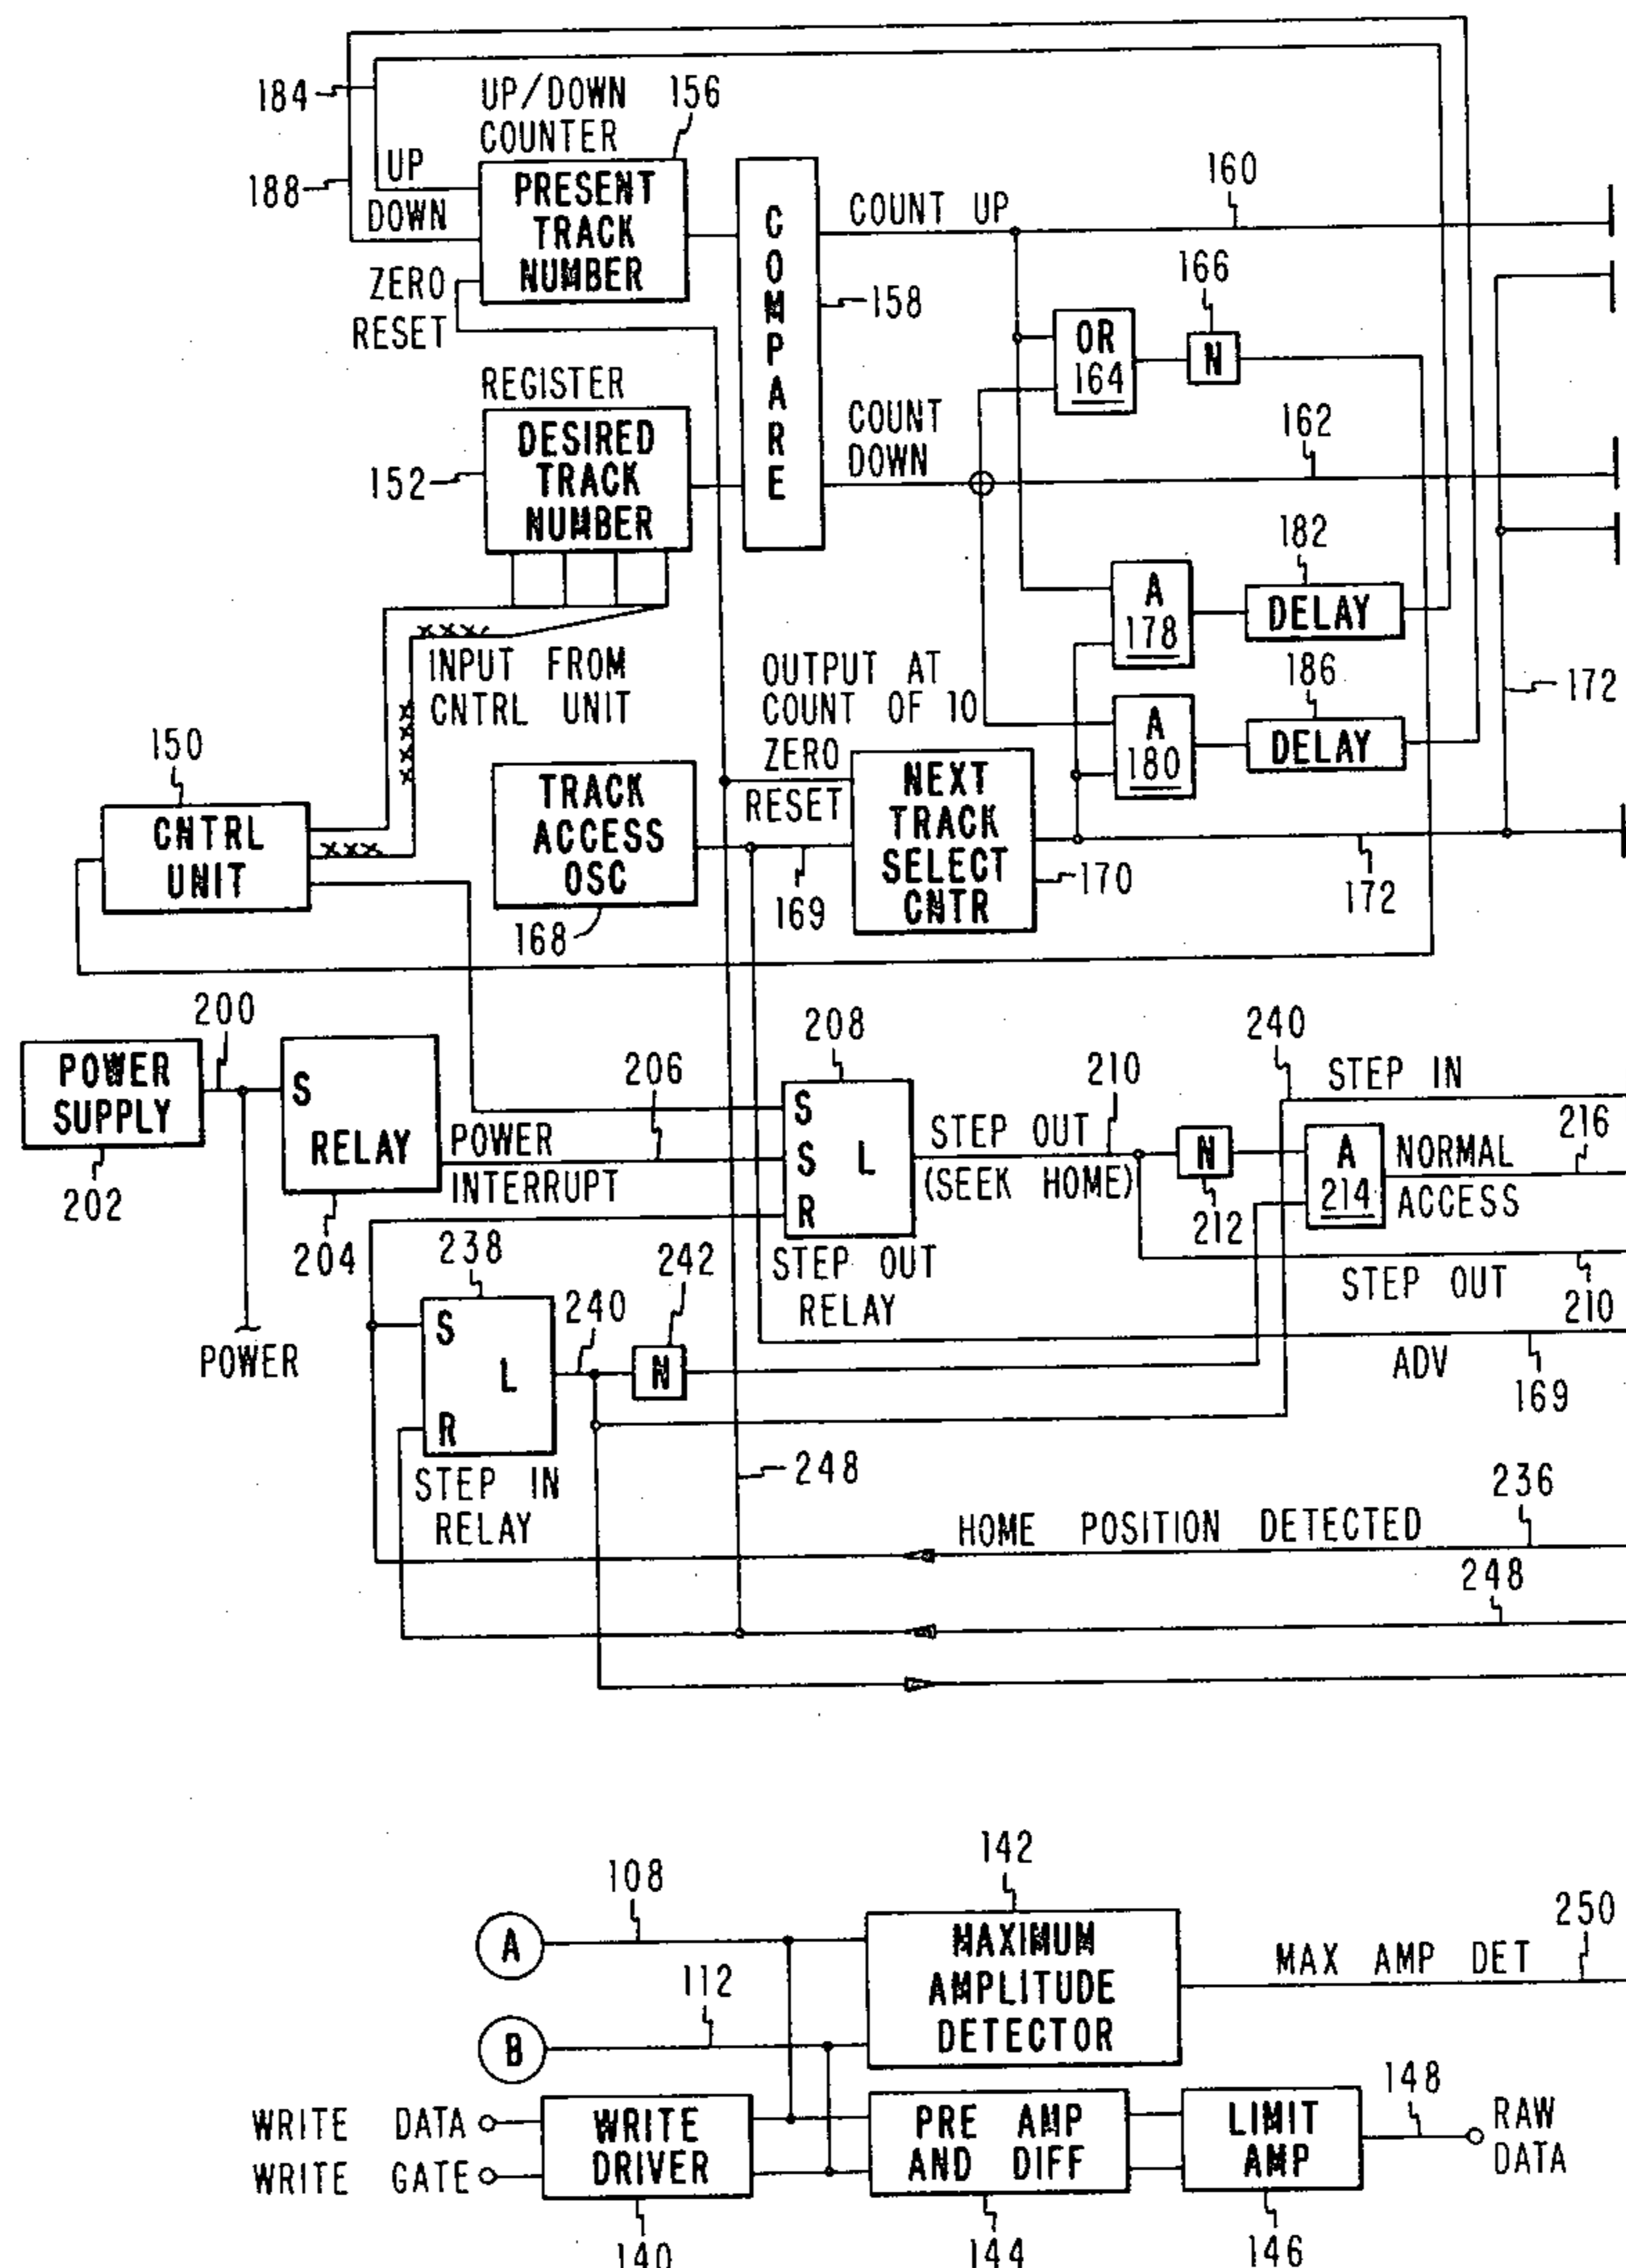 184
188
UP/DOWN
COUNTER
156
UP
DOWN
PRESENT
TRACK
NUMBER
ZERO
RESET
COMPARE
158
COUNT UP
160
166
OR
164
N
REGISTER
DESIRED
TRACK
NUMBER
152
COUNT
DOWN
162
182
A
178
DELAY
186
A
180
DELAY
172
XXX
INPUT FROM
CNTRL UNIT
XXXX
OUTPUT AT
COUNT OF 10
ZERO
RESET
150
CNTRL
UNIT
XXX
TRACK
ACCESS
OSC
168
169
NEXT
TRACK
SELECT
CNTR
170
172
200
POWER
SUPPLY
202
S
RELAY
204
POWER
INTERRUPT
206
208
S
S L
R
STEP OUT
RELAY
210
STEP OUT
(SEEK HOME)
N
212
240
STEP IN
A
214
NORMAL
ACCESS
216
STEP OUT
210
POWER
238
S
L
R
STEP IN
RELAY
240
242
N
ADV
169
248
HOME POSITION DETECTED
236
248
A
108
B
112
142
MAXIMUM
AMPLITUDE
DETECTOR
MAX AMP DET
250
WRITE DATA
WRITE GATE
WRITE
DRIVER
140
PRE AMP
AND DIFF
144
LIMIT
AMP
146
148
RAW
DATA